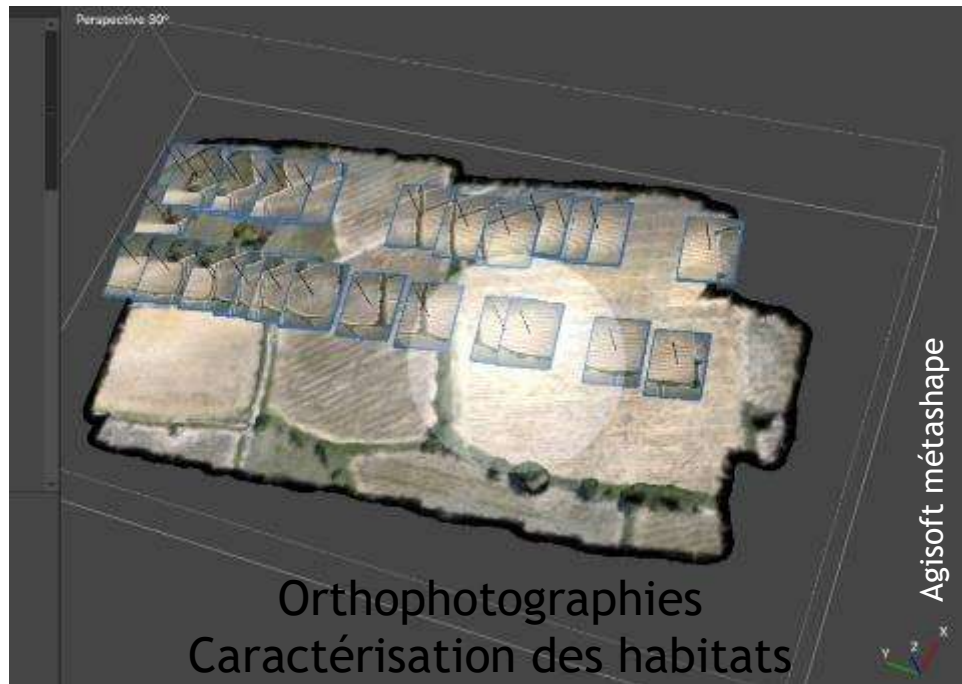 Perspective 30°
Agisoft métashape
Orthophotographies
Caractérisation des habitats
X
Y
Z